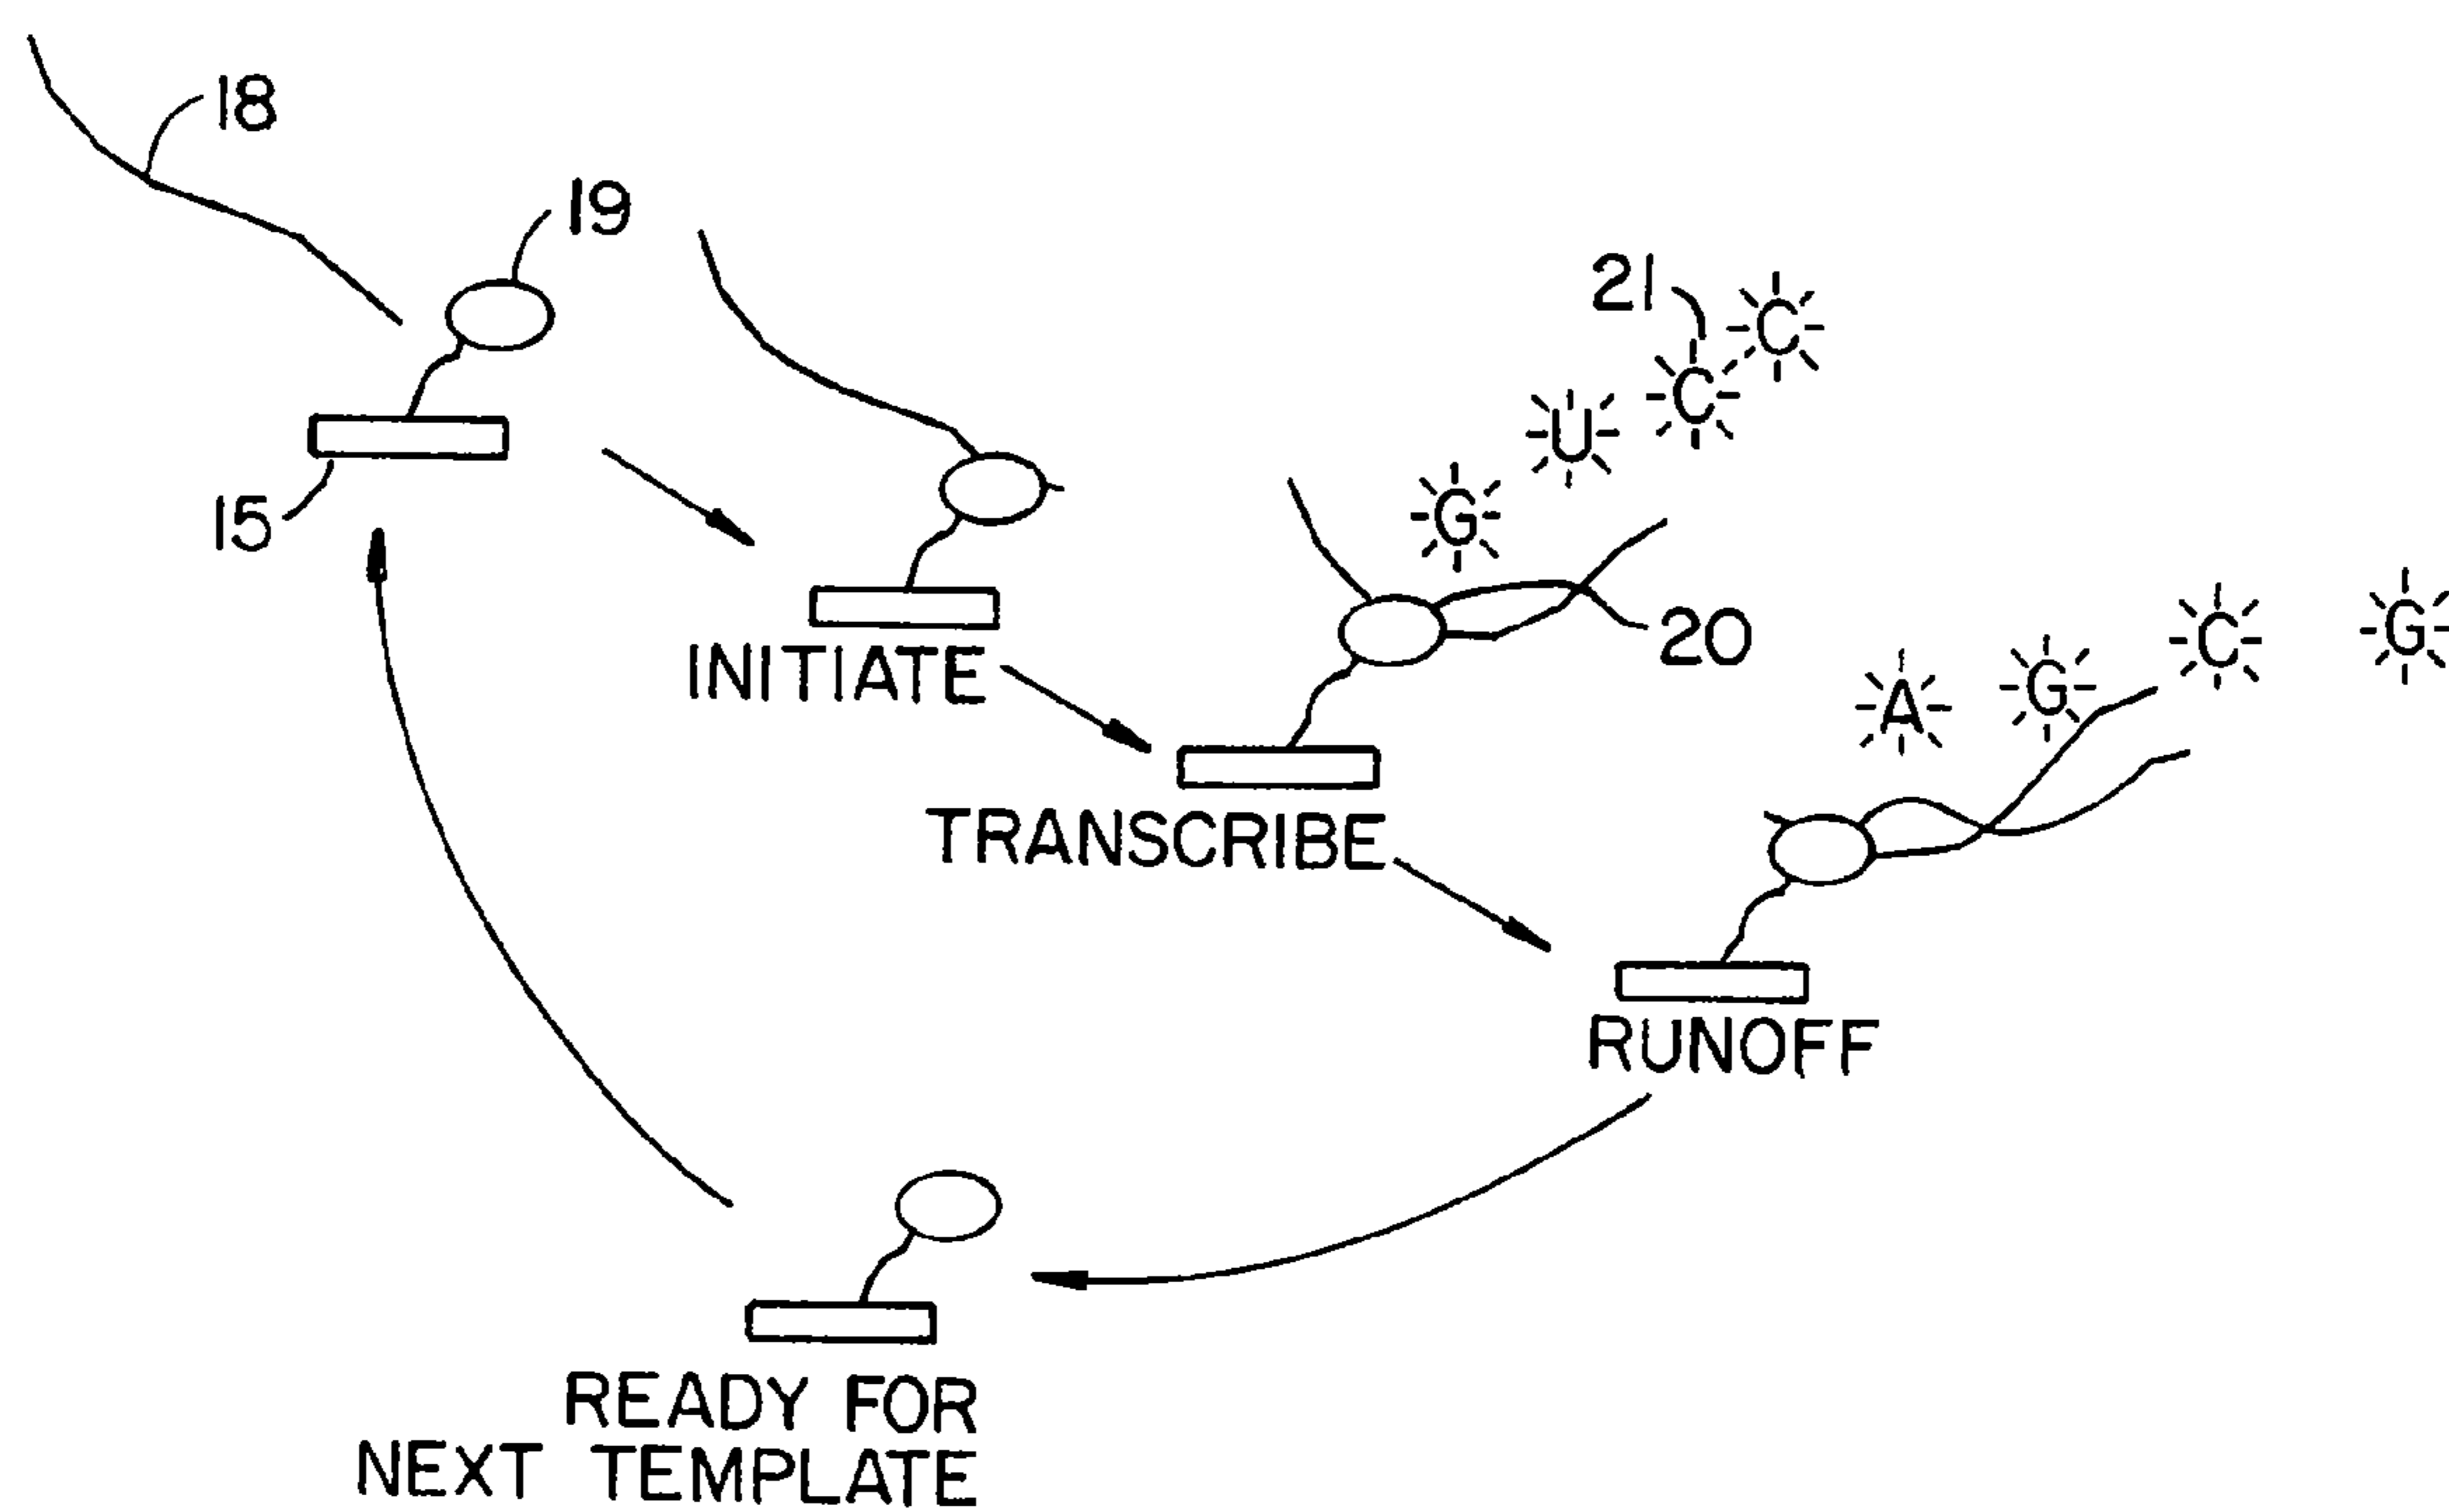 18
19
15
INITIATE
21
C
C
U
G
20
TRANSCRIBE
A
G
C
G
RUNOFF
READY FOR
NEXT TEMPLATE